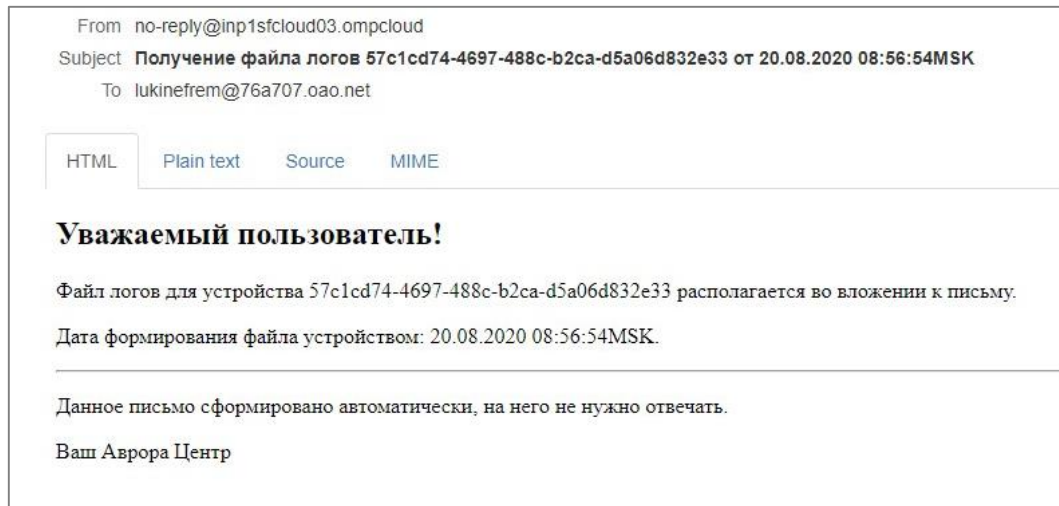 From no-reply@inp1sfcloud03.ompcloud
Subject Получение файла логов 57c1cd74-4697-488c-b2ca-d5a06d832e33 от 20.08.2020 08:56:54MSK
To lukinefrem@76a707.oao.net
HTML Plain text Source MIME
Уважаемый пользователь!
Файл логов для устройства 57c1cd74-4697-488c-b2ca-d5a06d832e33 располагается во вложении к письму.
Дата формирования файла устройством: 20.08.2020 08:56:54MSK.
Данное письмо сформировано автоматически, на него не нужно отвечать.
Ваш Аврора Центр